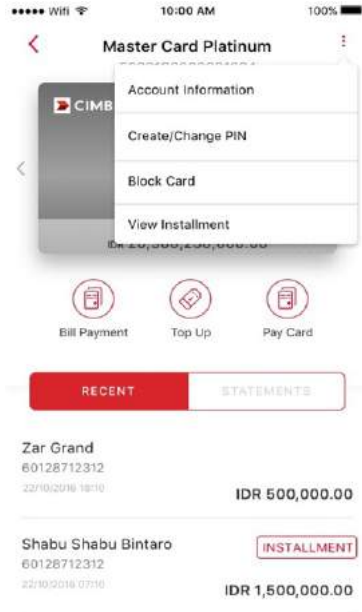 Wifi 10:00 AM 100%
Master Card Platinum
Account Information
CIMB
Create/Change PIN
Block Card
View Installment
Bill Payment Top Up Pay Card
RECENT STATEMENTS
Zar Grand
60128712312
22/10/2016 18:10
IDR 500,000.00
Shabu Shabu Bintaro INSTALLMENT
60128712312
22/10/2016 07:10
IDR 1,500,000.00